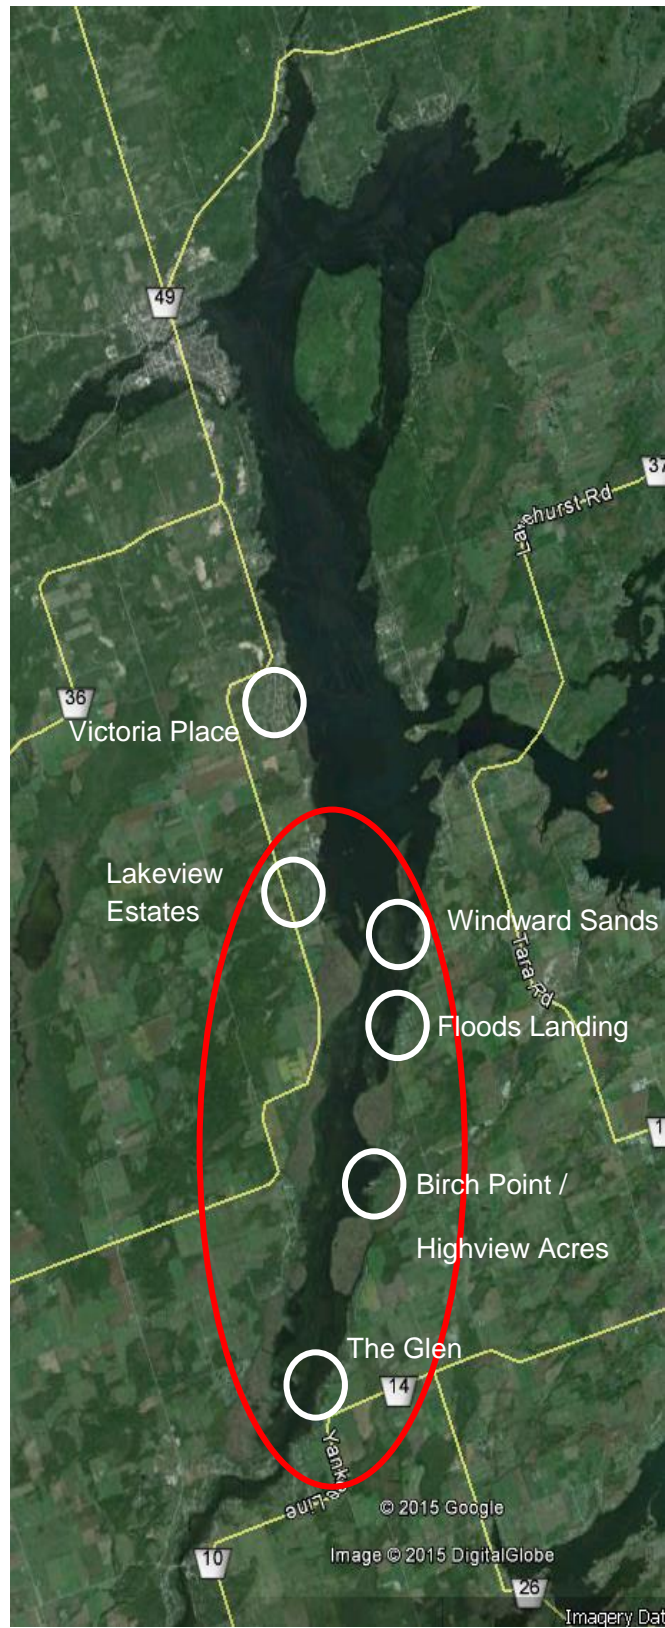 49
37
Lakehurst Rd
36
Victoria Place
Lakeview
Estates
Windward Sands
Tara Rd
Floods Landing
1
Birch Point /
Highview Acres
The Glen
14
Yankee Line
© 2015 Google
Image © 2015 DigitalGlobe
10
26
Imagery Dat